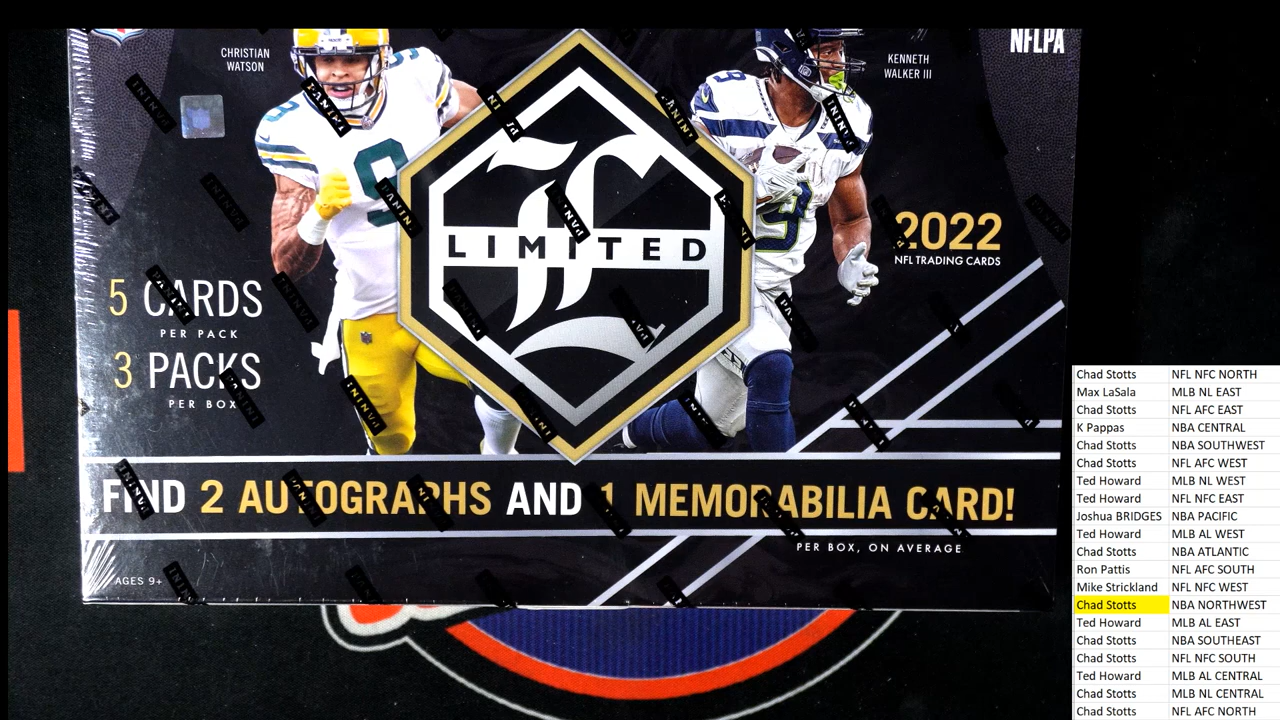 CHRISTIAN
WATSON
KENNETH
WALKER III
NFLPA
LIMITED
2022
NFL TRADING CARDS
5 CARDS
PER PACK
3 PACKS
PER BOX
FIND 2 AUTOGRAPHS AND 1 MEMORABILIA CARD!
PER BOX, ON AVERAGE
AGES 9+
Chad Stotts NFL NFC NORTH
Max LaSala MLB NL EAST
Chad Stotts NFL AFC EAST
K Pappas NBA CENTRAL
Chad Stotts NBA SOUTHWEST
Chad Stotts NFL AFC WEST
Ted Howard MLB NL WEST
Ted Howard NFL NFC EAST
Joshua BRIDGES NBA PACIFIC
Ted Howard MLB AL WEST
Chad Stotts NBA ATLANTIC
Ron Pattis NFL AFC SOUTH
Mike Strickland NFL NFC WEST
Chad Stotts NBA NORTHWEST
Ted Howard MLB AL EAST
Chad Stotts NBA SOUTHEAST
Chad Stotts NFL NFC SOUTH
Ted Howard MLB AL CENTRAL
Chad Stotts MLB NL CENTRAL
Chad Stotts NFL AFC NORTH